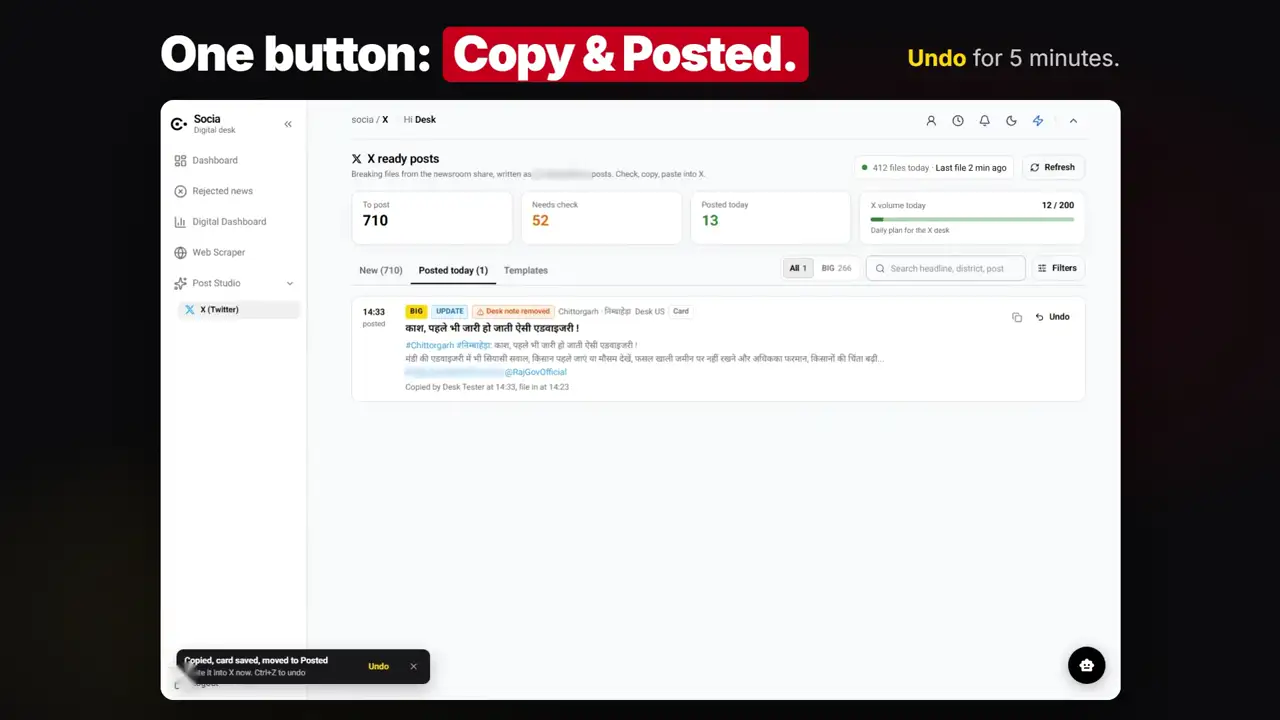 One button: Copy & Posted.
Undo for 5 minutes.
Socia
Digital desk
Dashboard
Rejected news
Digital Dashboard
Web Scraper
Post Studio
X (Twitter)
socia / X Hi Desk
X ready posts
Breaking files from the newsroom share, written as posts. Check, copy, paste into X.
412 files today · Last file 2 min ago
Refresh
To post
710
Needs check
52
Posted today
13
X volume today 12 / 200
Daily plan for the X desk
New (710) Posted today (1) Templates
All 1 BIG 266
Search headline, district, post
Filters
14:33
posted
BIG UPDATE Desk note removed Chittorgarh · निम्बाहेड़ा Desk US Card
काश, पहले भी जारी हो जाती ऐसी एडवाइजरी !
#Chittorgarh #निम्बाहेड़ा: काश, पहले भी जारी हो जाती ऐसी एडवाइजरी !
मंडी की एडवाइजरी में भी सियासी सवाल, किसान पहले जाएं या मौसम देखें, फसल खाली जमीन पर नहीं रखने और अधिकका फरमान, किसानों की चिंता बढ़ी...
@RajGovOfficial
Copied by Desk Tester at 14:33, file in at 14:23
Undo
Copied, card saved, moved to Posted
it into X now. Ctrl+Z to undo
Undo